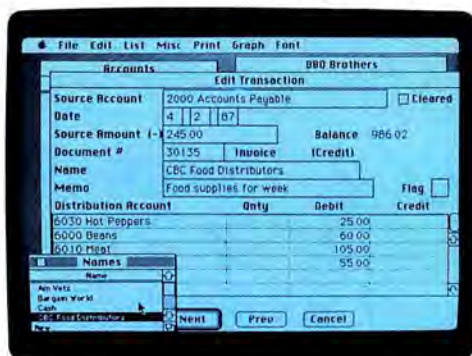 File Edit List Misc Print Graph Font
Accounts BBQ Brothers
Edit Transaction
Source Account 2000 Accounts Payable Cleared
Date 4 2 87
Source Amount (-) 245.00 Balance 986.02
Document # 30135 Invoice (Credit)
Name CBC Food Distributors
Memo Food supplies for week Flag
Distribution Account Qnty Debit Credit
6030 Hot Peppers 25.00
6000 Beans 60.00
6010 Meat 105.00
55.00
Names
Name
Am Vets
Bargain World
Cash
CBC Food Distributors
New
Next Prev Cancel